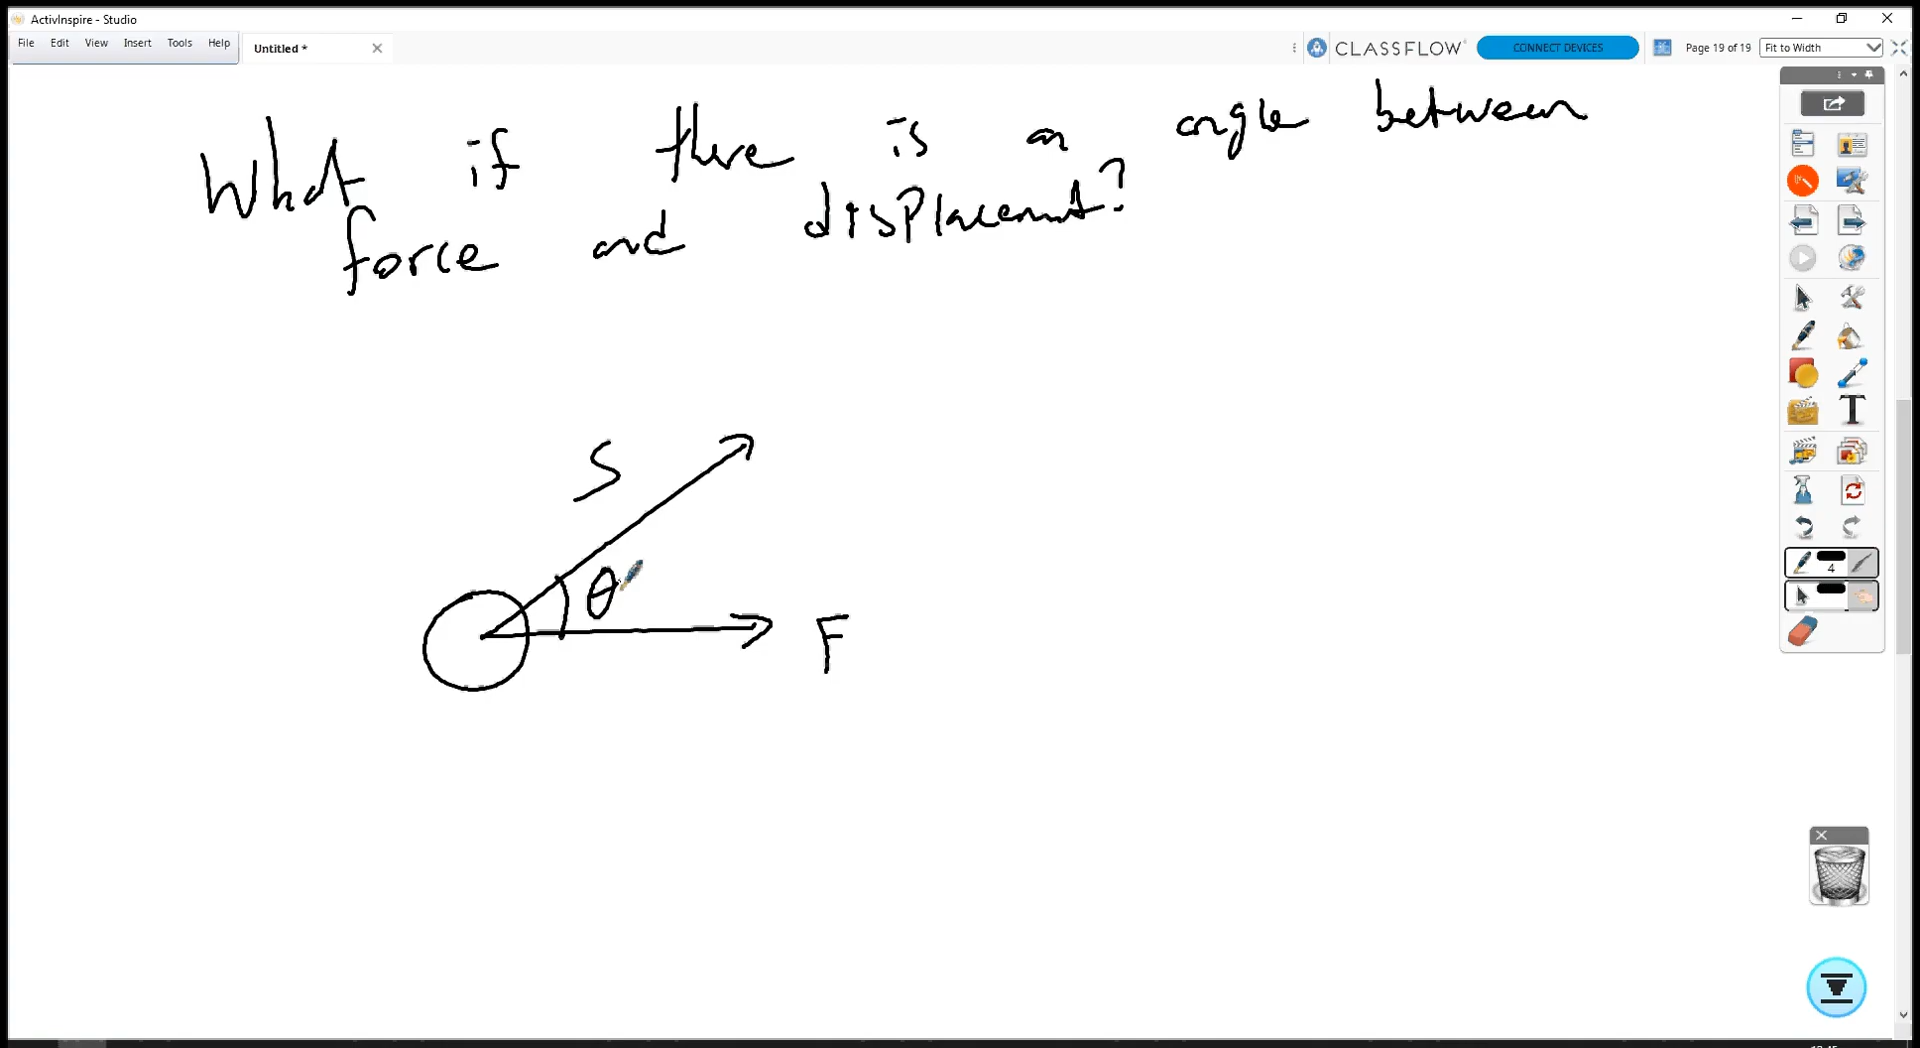 ActivInspire - Studio
File Edit View Insert Tools Help
Untitled *
CLASSFLOW
CONNECT DEVICES
Page 19 of 19
Fit to Width
What if there is an angle between
force and displacement?
S
θ
F
4